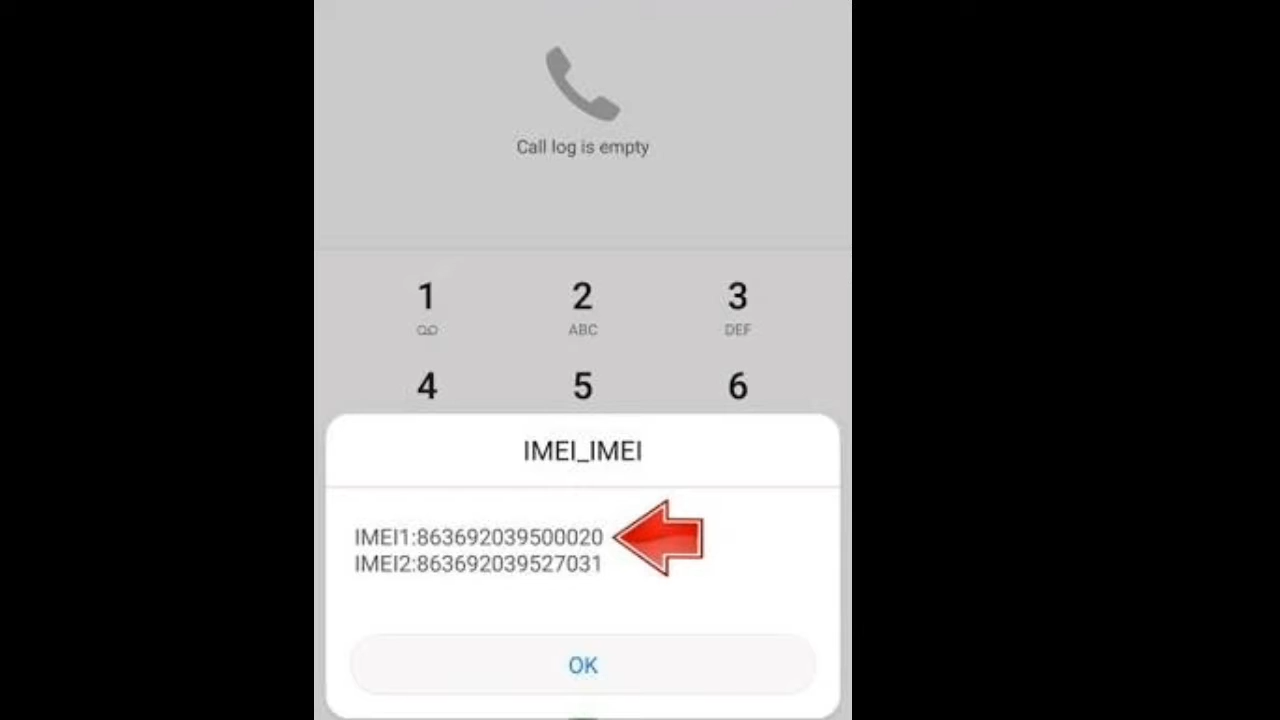 Call log is empty
1 2 3
ABC DEF
4 5 6
IMEI_IMEI
IMEI1:863692039500020
IMEI2:863692039527031
OK